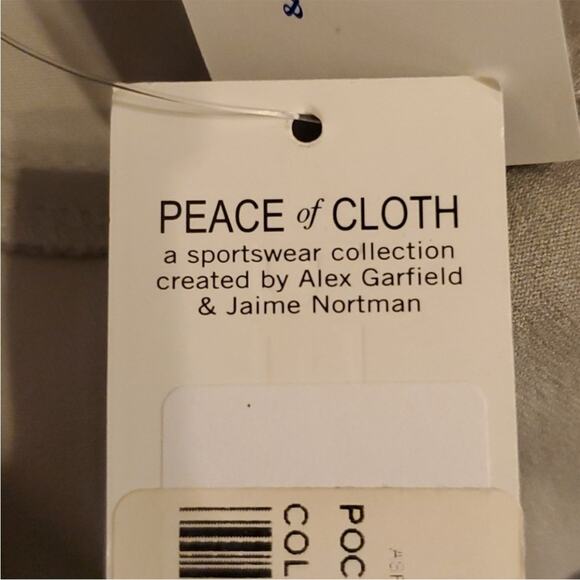 PEACE of CLOTH
a sportswear collection
created by Alex Garfield
& Jaime Nortman
POC
COL